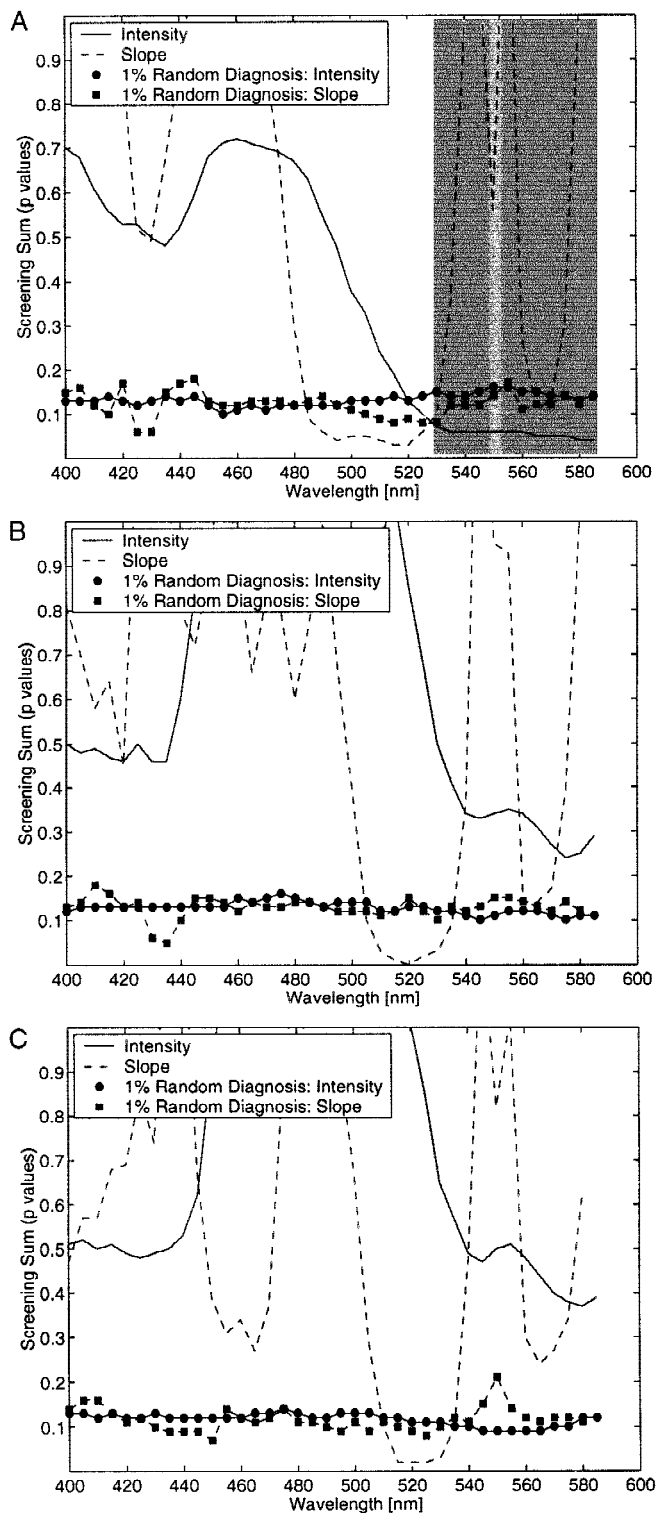 A
Intensity
Slope
1% Random Diagnosis: Intensity
1% Random Diagnosis: Slope
Screening Sum (p values)
0.9
0.8
0.7
0.6
0.5
0.4
0.3
0.2
0.1
400 420 440 460 480 500 520 540 560 580 600
Wavelength [nm]
B
Intensity
Slope
1% Random Diagnosis: Intensity
1% Random Diagnosis: Slope
Screening Sum (p values)
0.9
0.8
0.7
0.6
0.5
0.4
0.3
0.2
0.1
400 420 440 460 480 500 520 540 560 580 600
Wavelength [nm]
C
Intensity
Slope
1% Random Diagnosis: Intensity
1% Random Diagnosis: Slope
Screening Sum (p values)
0.9
0.8
0.7
0.6
0.5
0.4
0.3
0.2
0.1
400 420 440 460 480 500 520 540 560 580 600
Wavelength [nm]